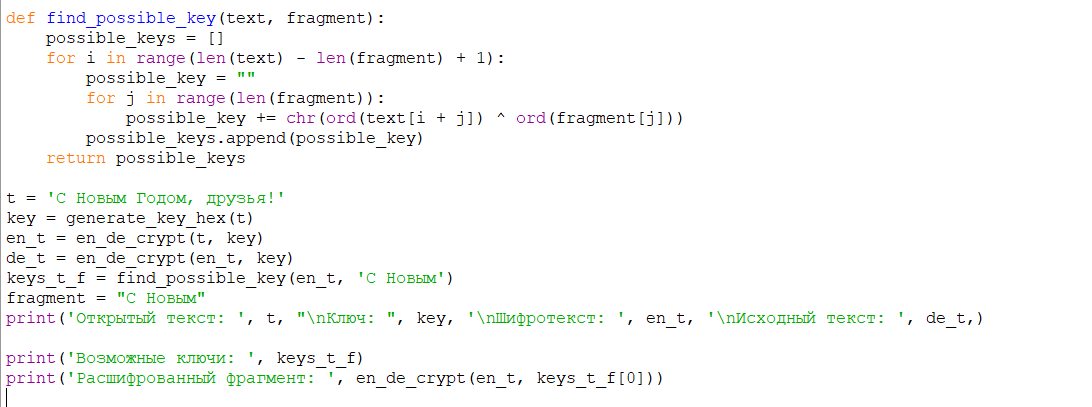 def find_possible_key(text, fragment):
    possible_keys = []
    for i in range(len(text) - len(fragment) + 1):
        possible_key = ""
        for j in range(len(fragment)):
            possible_key += chr(ord(text[i + j]) ^ ord(fragment[j]))
        possible_keys.append(possible_key)
    return possible_keys

t = 'С Новым Годом, друзья!'
key = generate_key_hex(t)
en_t = en_de_crypt(t, key)
de_t = en_de_crypt(en_t, key)
keys_t_f = find_possible_key(en_t, 'С Новым')
fragment = "С Новым"
print('Открытый текст: ', t, "\nКлюч: ", key, '\nШифротекст: ', en_t, '\nИсходный текст: ', de_t,)

print('Возможные ключи: ', keys_t_f)
print('Расшифрованный фрагмент: ', en_de_crypt(en_t, keys_t_f[0]))